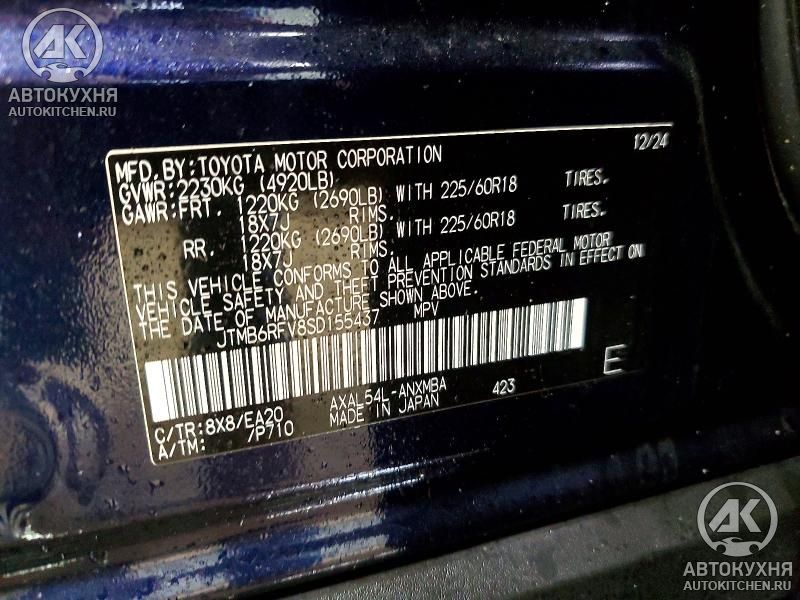 AK
АВТОКУХНЯ
AUTOKITCHEN.RU
MFD. BY:TOYOTA MOTOR CORPORATION 12/24
GVWR:2230KG (4920LB)
GAWR:FRT. 1220KG (2690LB) WITH 225/60R18 TIRES.
18X7J RIMS.
RR. 1220KG (2690LB) WITH 225/60R18 TIRES.
18X7J RIMS.
THIS VEHICLE CONFORMS TO ALL APPLICABLE FEDERAL MOTOR
VEHICLE SAFETY AND THEFT PREVENTION STANDARDS IN EFFECT ON
THE DATE OF MANUFACTURE SHOWN ABOVE.
JTMB6RFV8SD155437 MPV
E
C/TR:8X8/EA20 AXAL54L-ANXMBA 423
A/TM: /P710 MADE IN JAPAN
AK
АВТОКУХНЯ
AUTOKITCHEN.RU